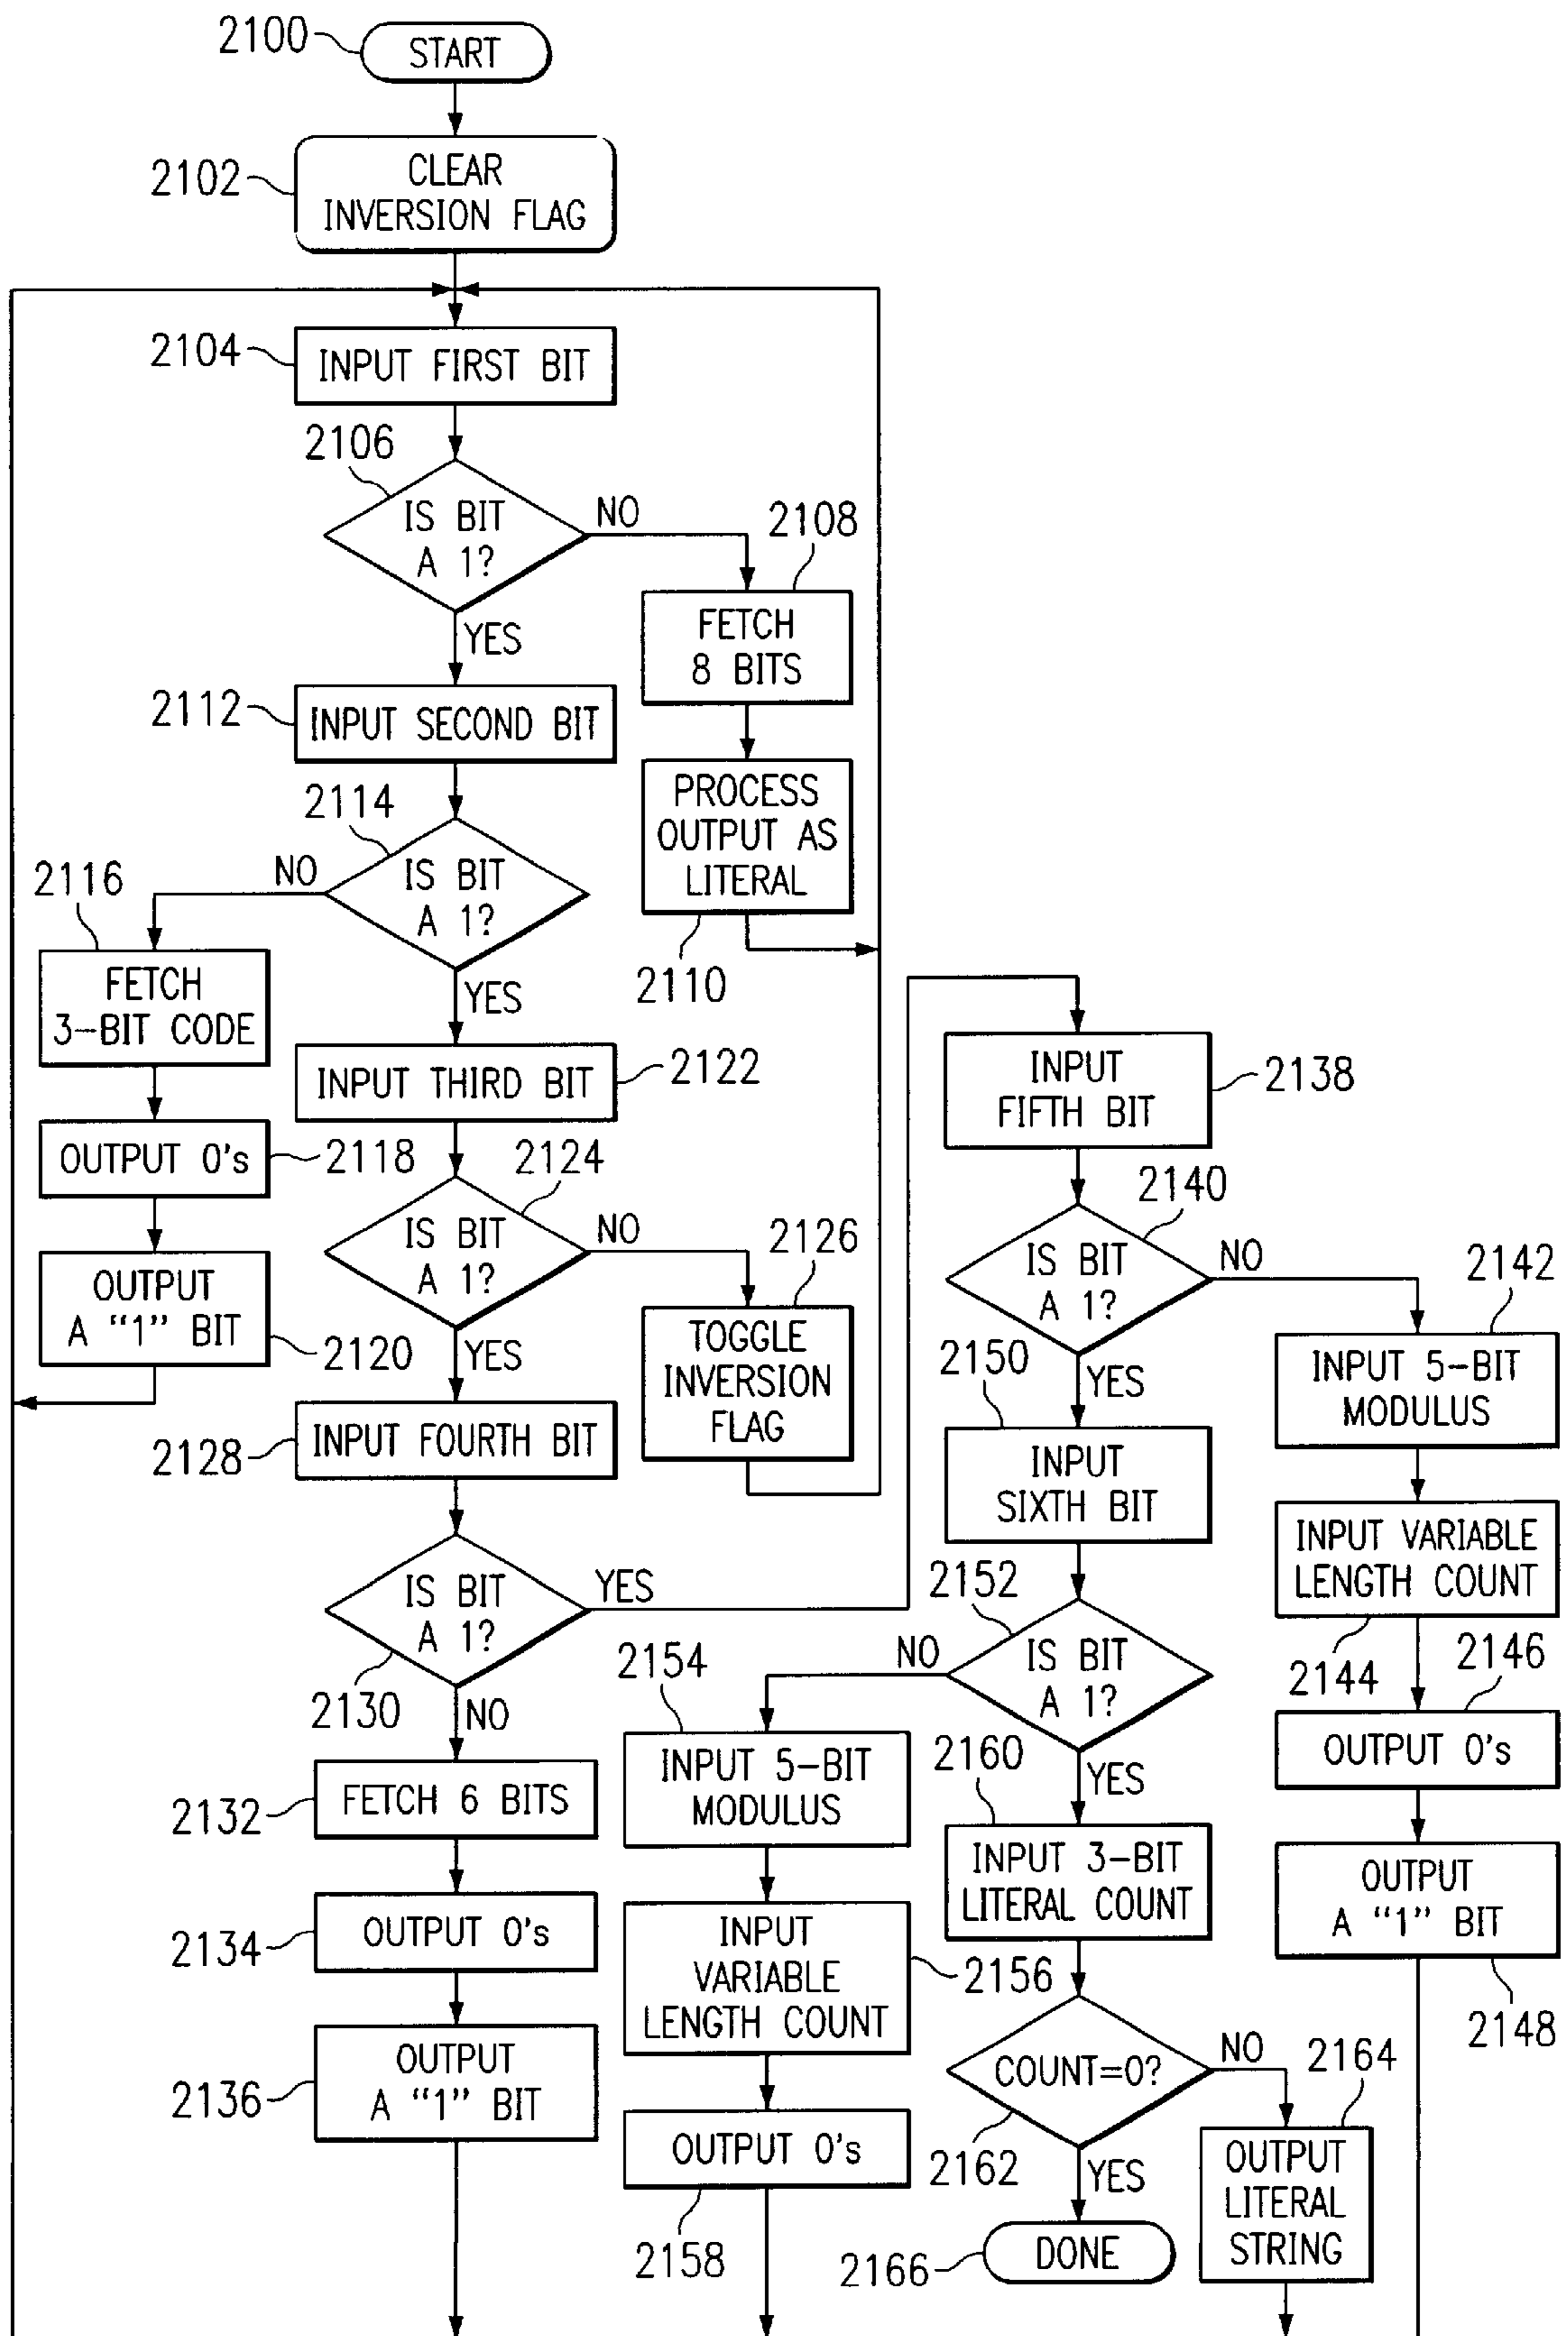 2100
START
2102
CLEAR
INVERSION FLAG
2104
INPUT FIRST BIT
2106
IS BIT
A 1?
NO
YES
2108
FETCH
8 BITS
2112
INPUT SECOND BIT
PROCESS
OUTPUT AS
LITERAL
2110
2114
IS BIT
A 1?
NO
YES
2116
FETCH
3-BIT CODE
OUTPUT 0's
2118
OUTPUT
A "1" BIT
2120
INPUT THIRD BIT
2122
2124
IS BIT
A 1?
NO
YES
2126
TOGGLE
INVERSION
FLAG
2128
INPUT FOURTH BIT
IS BIT
A 1?
YES
2130
NO
2132
FETCH 6 BITS
2134
OUTPUT 0's
2136
OUTPUT
A "1" BIT
INPUT
FIFTH BIT
2138
2140
IS BIT
A 1?
NO
YES
2142
INPUT 5-BIT
MODULUS
INPUT VARIABLE
LENGTH COUNT
2144
2146
OUTPUT 0's
OUTPUT
A "1" BIT
2148
2150
INPUT
SIXTH BIT
2152
IS BIT
A 1?
NO
YES
2154
INPUT 5-BIT
MODULUS
INPUT
VARIABLE
LENGTH COUNT
2156
OUTPUT 0's
2158
2160
INPUT 3-BIT
LITERAL COUNT
COUNT=0?
NO
2162
YES
2164
OUTPUT
LITERAL
STRING
2166
DONE